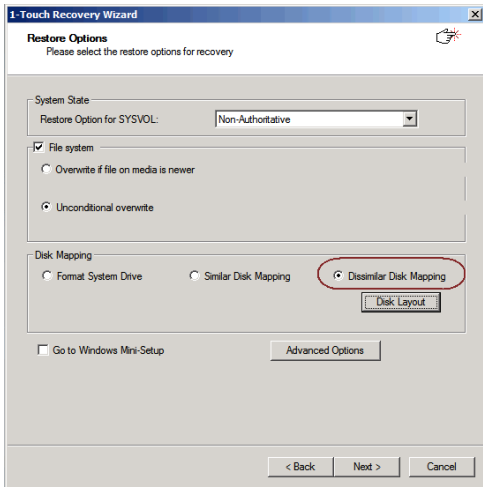 1-Touch Recovery Wizard
Restore Options
Please select the restore options for recovery
System State
Restore Option for SYSVOL: Non-Authoritative
File system
Overwrite if file on media is newer
Unconditional overwrite
Disk Mapping
Format System Drive Similar Disk Mapping Dissimilar Disk Mapping
Disk Layout
Go to Windows Mini-Setup Advanced Options
< Back Next > Cancel